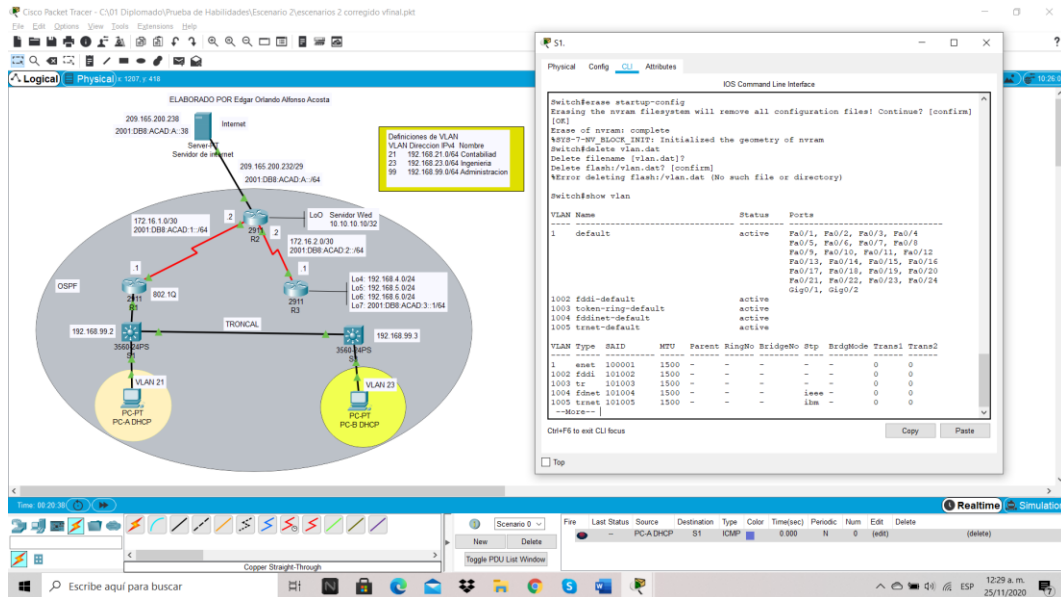 Cisco Packet Tracer - C:\01 Diplomado\Prueba de Habilidades\Escenario 2\escenarios 2 corregido vfinal.pkt
File Edit Options View Tools Extensions Help
Logical Physical x: 1207, y: 418
ELABORADO POR Edgar Orlando Alfonso Acosta
209.165.200.238
2001:DB8:ACAD:A::38
Internet
Server-PT
Servidor de internet
209.165.200.232/29
2001:DB8:ACAD:A::/64
Definiciones de VLAN
VLAN Direccion IPv4 Nombre
21 192.168.21.0/64 Contabiliad
23 192.168.23.0/64 Ingenieria
99 192.168.99.0/64 Administracion
172.16.1.0/30
2001:DB8:ACAD:1::/64
.2
2911
R2
.2
LoO Senidor Wed
10.10.10.10/32
172.16.2.0/30
2001:DB8:ACAD:2::/64
.1
.1
OSPF
2911
R1
802.1Q
2911
R3
Lo4: 192.168.4.0/24
Lo5: 192.168.5.0/24
Lo6: 192.168.6.0/24
Lo7: 2001:DB8:ACAD:3::1/64
192.168.99.2
TRONCAL
192.168.99.3
3560-24PS
S1
3560-24PS
VLAN 21
VLAN 23
PC-PT
PC-A DHCP
PC-PT
PC-B DHCP
S1.
Physical Config CLI Attributes
IOS Command Line Interface
Switch#erase startup-config
Erasing the nvram filesystem will remove all configuration files! Continue? [confirm]
[OK]
Erase of nvram: complete
%SYS-7-NV_BLOCK_INIT: Initialized the geometry of nvram
Switch#delete vlan.dat
Delete filename [vlan.dat]?
Delete flash:/vlan.dat? [confirm]
%Error deleting flash:/vlan.dat (No such file or directory)
Switch#show vlan
VLAN Name Status Ports
1 default active Fa0/1, Fa0/2, Fa0/3, Fa0/4
Fa0/5, Fa0/6, Fa0/7, Fa0/8
Fa0/9, Fa0/10, Fa0/11, Fa0/12
Fa0/13, Fa0/14, Fa0/15, Fa0/16
Fa0/17, Fa0/18, Fa0/19, Fa0/20
Fa0/21, Fa0/22, Fa0/23, Fa0/24
Gig0/1, Gig0/2
1002 fddi-default active
1003 token-ring-default active
1004 fddinet-default active
1005 trnet-default active
VLAN Type SAID MTU Parent RingNo BridgeNo Stp BrdgMode Trans1 Trans2
1 enet 100001 1500 - - - - - 0 0
1002 fddi 101002 1500 - - - - - 0 0
1003 tr 101003 1500 - - - - - 0 0
1004 fdnet 101004 1500 - - - ieee - 0 0
1005 trnet 101005 1500 - - - ibm - 0 0
--More--
Ctrl+F6 to exit CLI focus
Copy Paste
Top
Time: 00:20:38
Realtime Simulation
Scenario 0
New Delete
Toggle PDU List Window
Fire Last Status Source Destination Type Color Time(sec) Periodic Num Edit Delete
-- PC-A DHCP S1 ICMP 0.000 N 0 (edit) (delete)
Copper Straight-Through
Escribe aquí para buscar
ESP
12:29 a. m.
25/11/2020